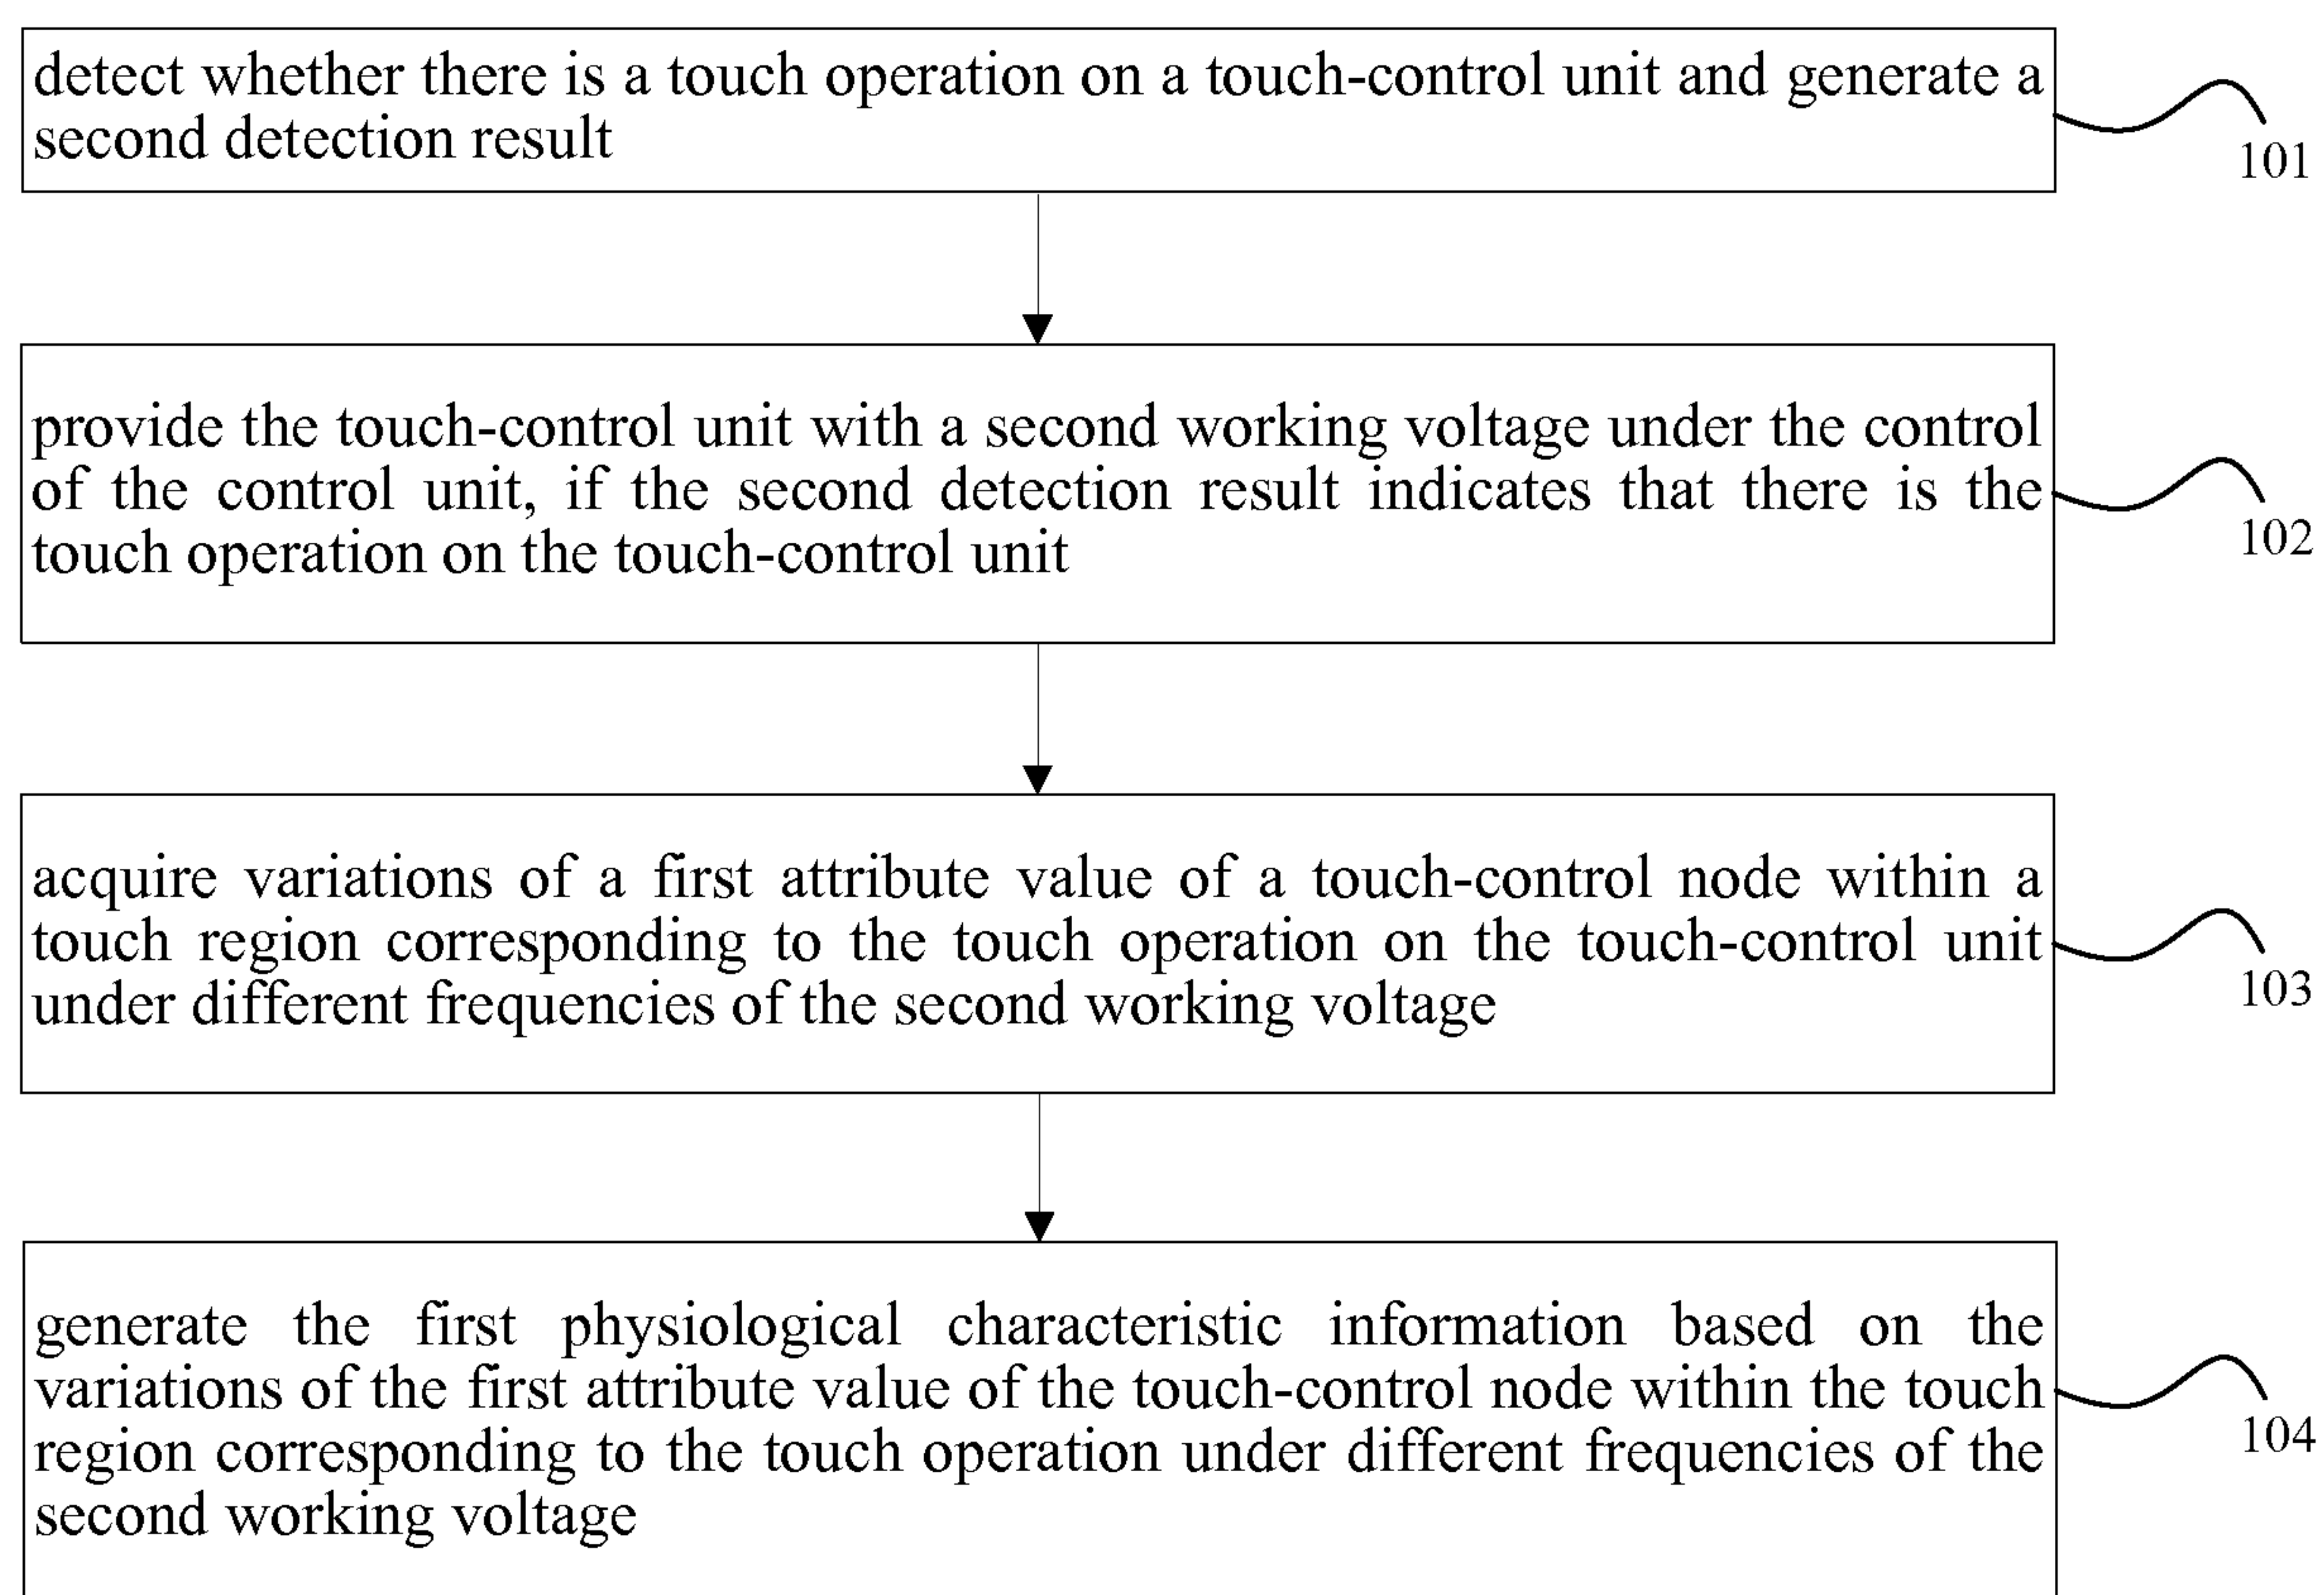 detect whether there is a touch operation on a touch-control unit and generate a
second detection result
101
provide the touch-control unit with a second working voltage under the control
of the control unit, if the second detection result indicates that there is the
touch operation on the touch-control unit
102
acquire variations of a first attribute value of a touch-control node within a
touch region corresponding to the touch operation on the touch-control unit
under different frequencies of the second working voltage
103
generate the first physiological characteristic information based on the
variations of the first attribute value of the touch-control node within the touch
region corresponding to the touch operation under different frequencies of the
second working voltage
104